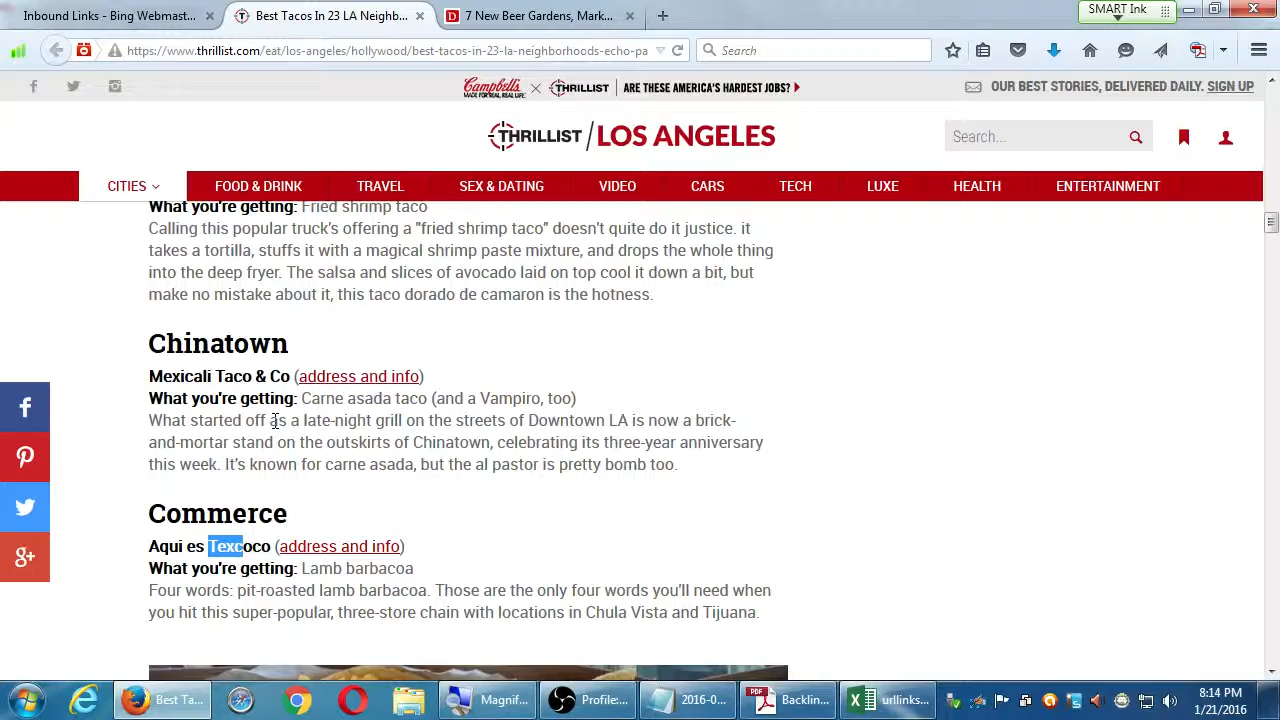 Inbound Links - Bing Webmast...
Best Tacos In 23 LA Neighb...
7 New Beer Gardens, Mark...
SMART Ink
https://www.thrillist.com/eat/los-angeles/hollywood/best-tacos-in-23-la-neighborhoods-echo-pa
Search
Campbell's
MADE FOR REAL, REAL LIFE.
THRILLIST
ARE THESE AMERICA'S HARDEST JOBS?
OUR BEST STORIES, DELIVERED DAILY. SIGN UP
THRILLIST / LOS ANGELES
Search...
CITIES
FOOD & DRINK
TRAVEL
SEX & DATING
VIDEO
CARS
TECH
LUXE
HEALTH
ENTERTAINMENT
What you're getting: Fried shrimp taco
Calling this popular truck's offering a "fried shrimp taco" doesn't quite do it justice. it
takes a tortilla, stuffs it with a magical shrimp paste mixture, and drops the whole thing
into the deep fryer. The salsa and slices of avocado laid on top cool it down a bit, but
make no mistake about it, this taco dorado de camaron is the hotness.
Chinatown
Mexicali Taco & Co (address and info)
What you're getting: Carne asada taco (and a Vampiro, too)
What started off as a late-night grill on the streets of Downtown LA is now a brick-
and-mortar stand on the outskirts of Chinatown, celebrating its three-year anniversary
this week. It's known for carne asada, but the al pastor is pretty bomb too.
Commerce
Aqui es Texcoco (address and info)
What you're getting: Lamb barbacoa
Four words: pit-roasted lamb barbacoa. Those are the only four words you'll need when
you hit this super-popular, three-store chain with locations in Chula Vista and Tijuana.
Best Ta...
Magnif...
Profile:...
2016-0...
Backlin...
urllinks...
8:14 PM
1/21/2016